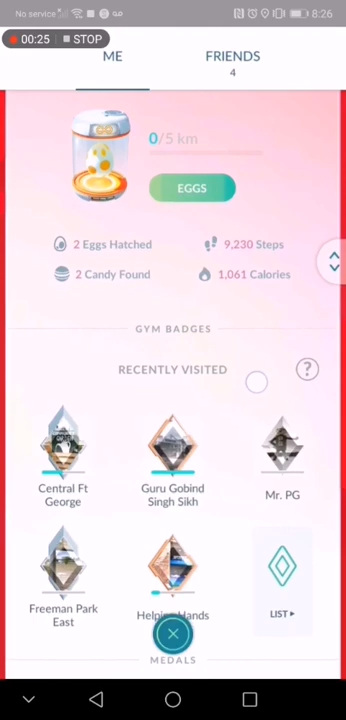 No service 8:26
00:25 STOP
ME FRIENDS
4
0/5 km
EGGS
2 Eggs Hatched 9,230 Steps
2 Candy Found 1,061 Calories
GYM BADGES
RECENTLY VISITED ?
Central Ft
George
Guru Gobind
Singh Sikh
Mr. PG
Freeman Park
East
Helping Hands
LIST
MEDALS